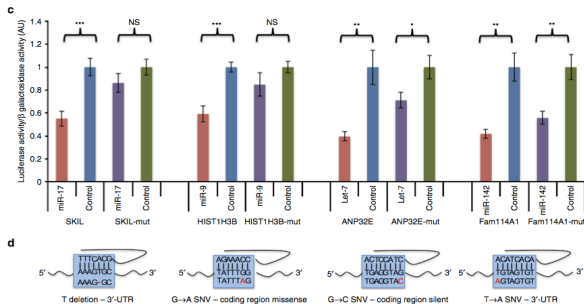 c
*** NS *** NS ** * ** **
Luciferase activity/β galactosidase activity (AU)
1.4
1.2
1
0.8
0.6
0.4
0.2
0
miR-17 Control miR-17 Control miR-9 Control miR-9 Control Let-7 Control Let-7 Control miR-142 Control miR-142 Control
SKIL SKIL-mut HIST1H3B HIST1H3B-mut ANP32E ANP32E-mut Fam114A1 Fam114A1-mut
d
TTTCACG AGAAACC ACTCCATC ACATCACA
5′ AAAGTGC 3′ 5′ TATTTGG 3′ 5′ TGAGGTAG 3′ 5′ TGTAGTGT 3′
AAAG-GC TATTTAG TGAGGTAC AGTAGTGT
T deletion – 3′-UTR G→A SNV – coding region missense G→C SNV – coding region silent T→A SNV – 3′-UTR